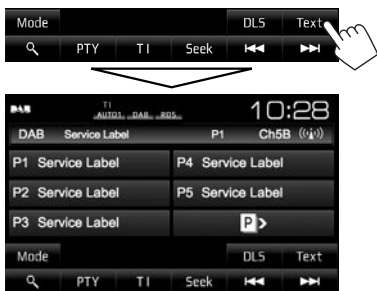 Mode DLS Text
PTY TI Seek
DAB TI AUTO1 DAB RDS 10:28
DAB Service Label P1 Ch5B
P1 Service Label P4 Service Label
P2 Service Label P5 Service Label
P3 Service Label P
Mode DLS Text
PTY TI Seek